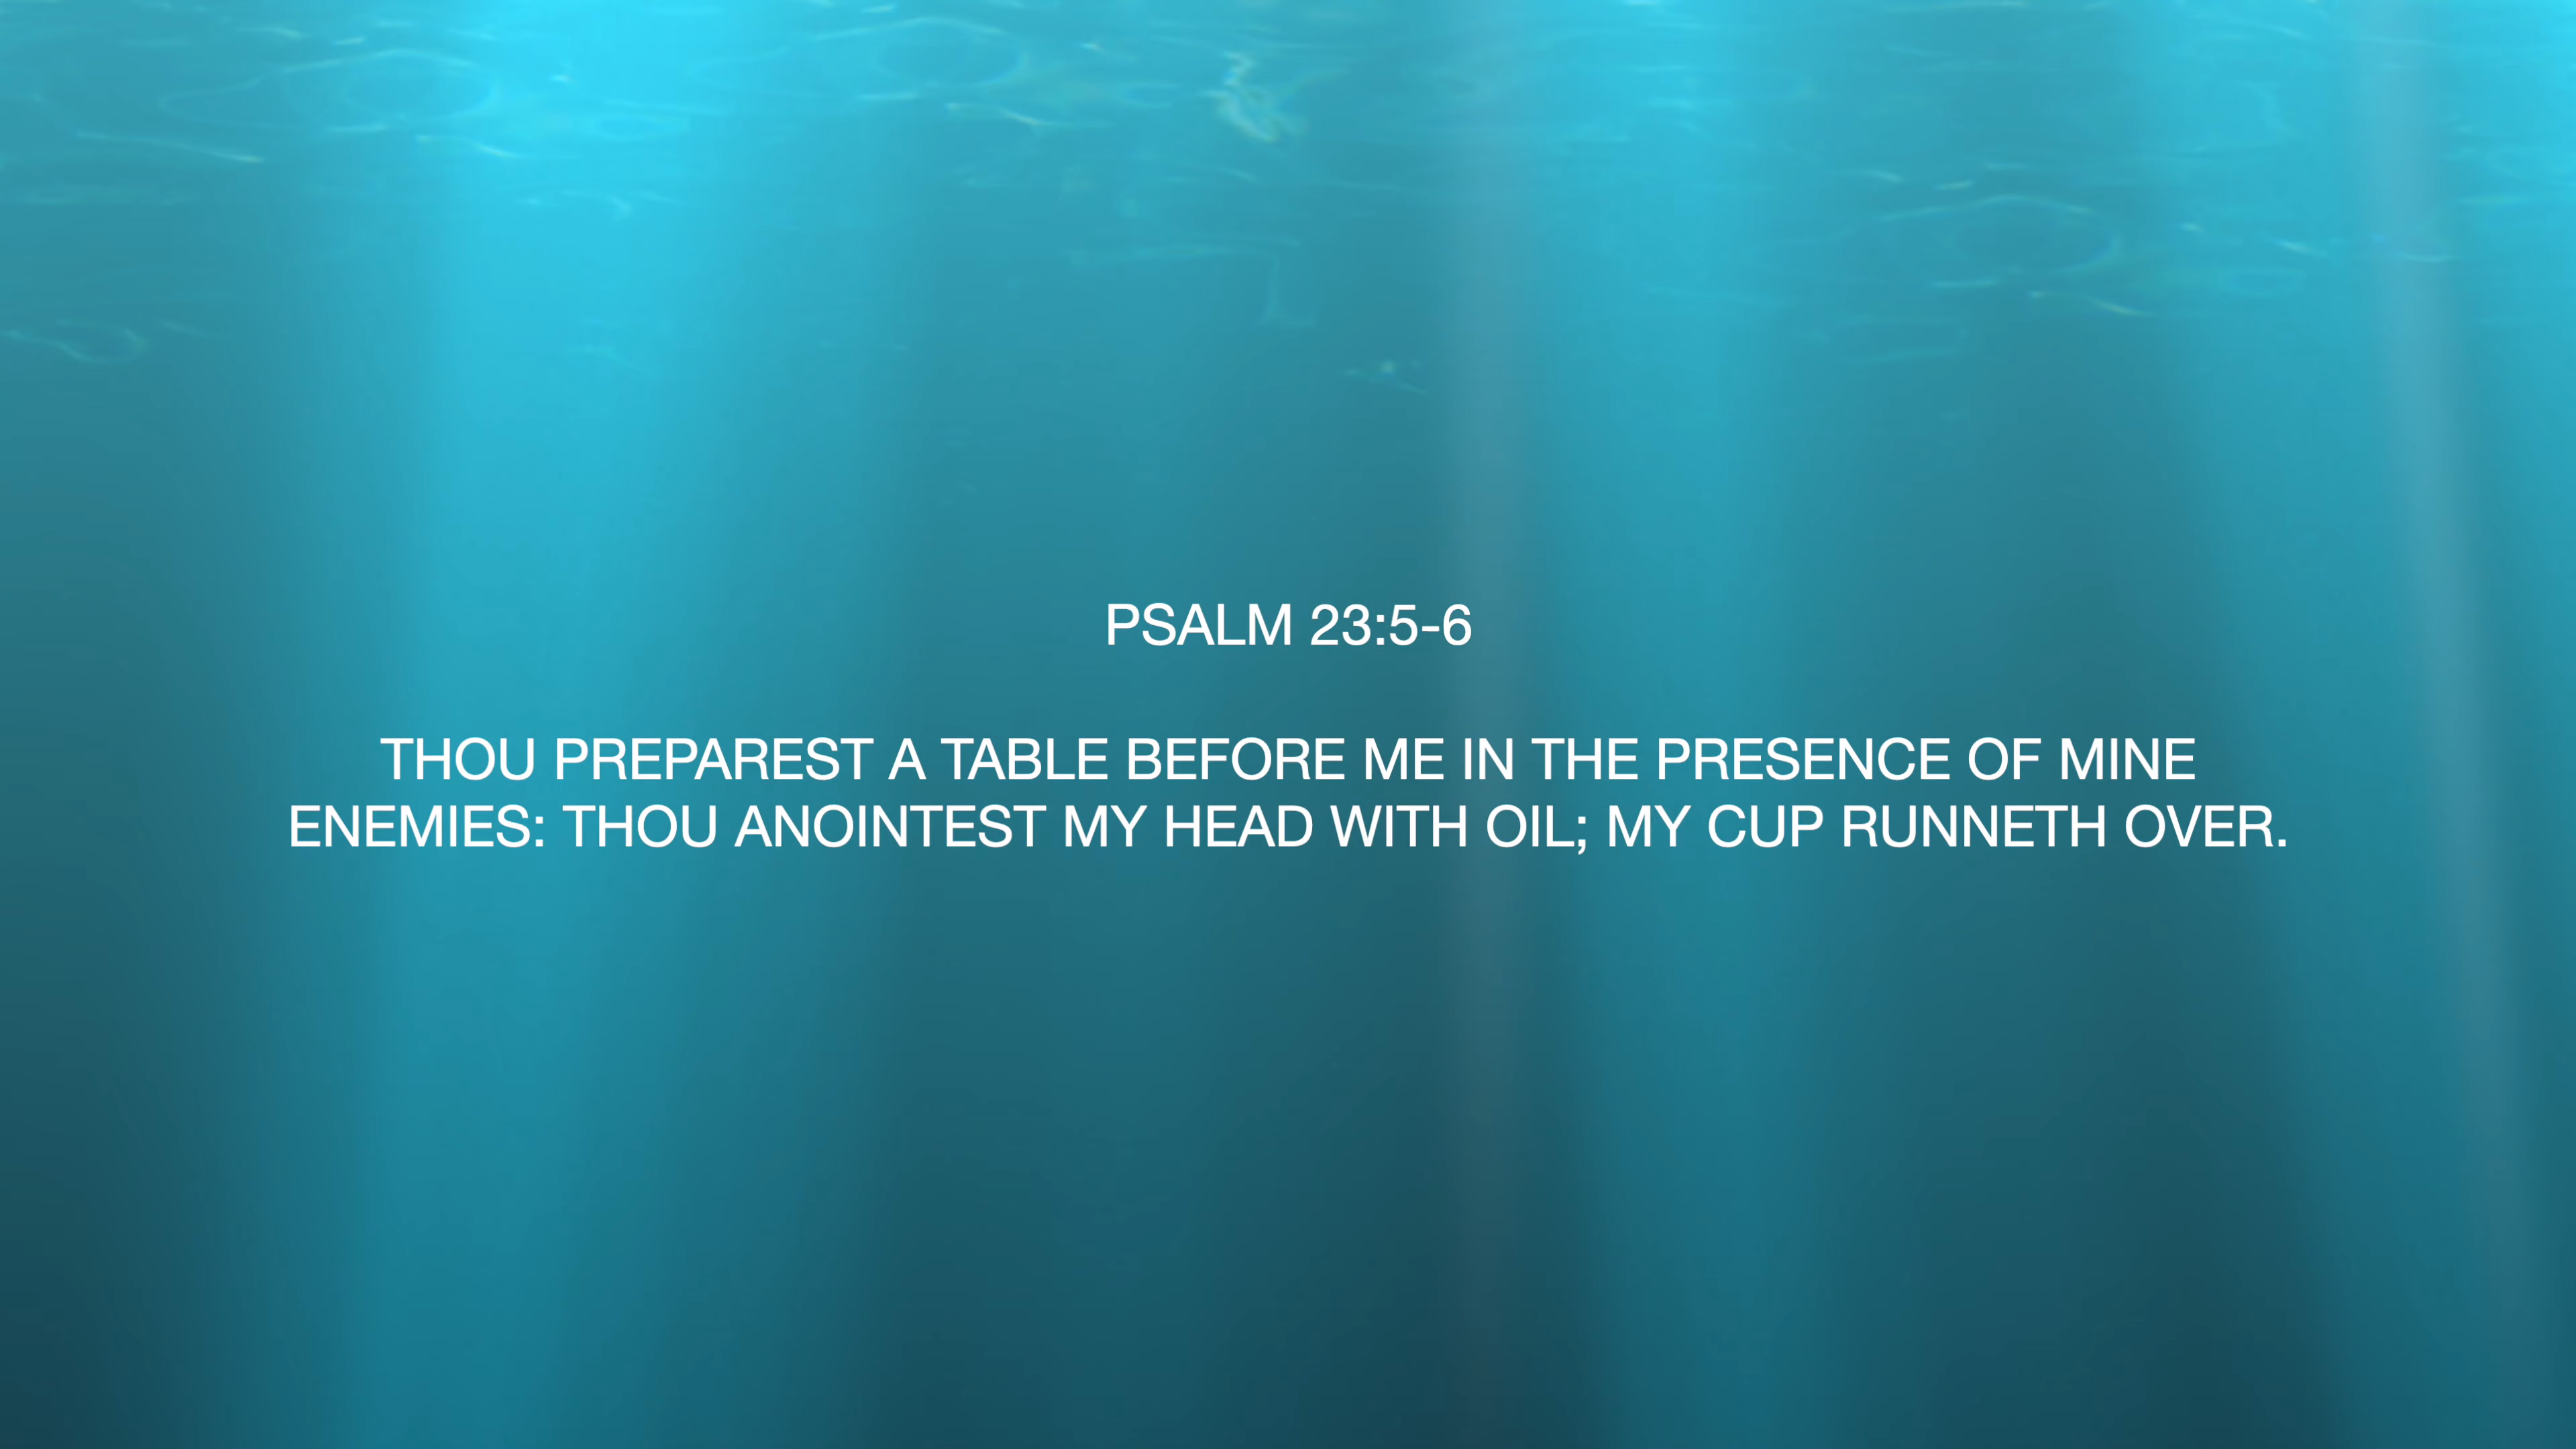 PSALM 23:5-6
THOU PREPAREST A TABLE BEFORE ME IN THE PRESENCE OF MINE
ENEMIES: THOU ANOINTEST MY HEAD WITH OIL; MY CUP RUNNETH OVER.